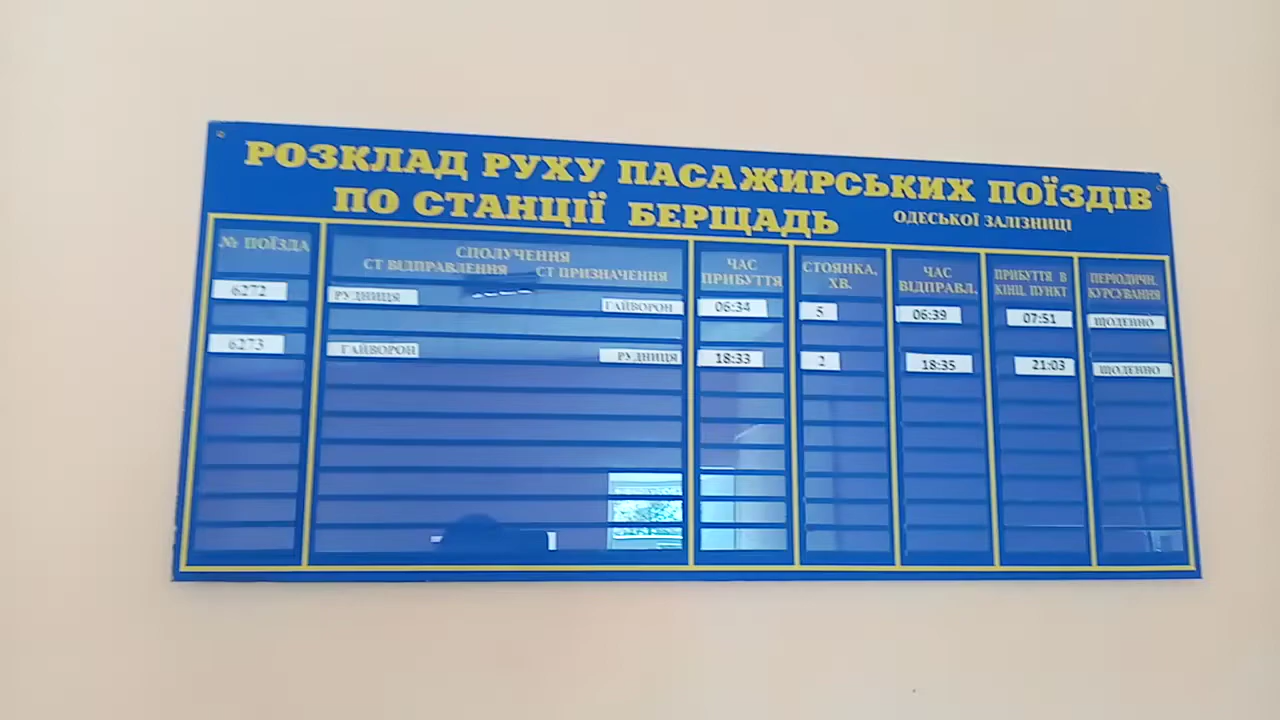 РОЗКЛАД РУХУ ПАСАЖИРСЬКИХ ПОЇЗДІВ
ПО СТАНЦІЇ БЕРЩАДЬ ОДЕСЬКОЇ ЗАЛІЗНИЦІ
№ ПОЇЗДА
СПОЛУЧЕННЯ
СТ ВІДПРАВЛЕННЯ СТ ПРИЗНАЧЕННЯ
ЧАС
ПРИБУТТЯ
СТОЯНКА,
ХВ.
ЧАС
ВІДПРАВЛ.
ПРИБУТТЯ В
КІНЦ. ПУНКТ
ПЕРІОДИЧН.
КУРСУВАННЯ
6272 РУДНИЦЯ ГАЙВОРОН 06:34 5 06:39 07:51 ЩОДЕННО
6273 ГАЙВОРОН РУДНИЦЯ 18:33 2 18:35 21:03 ЩОДЕННО